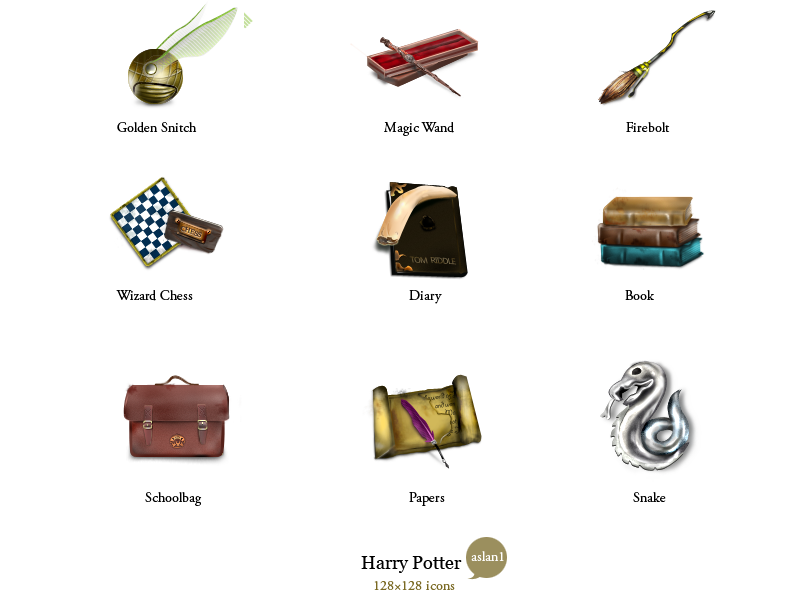 Golden Snitch
Magic Wand
Firebolt
CHESS
TOM RIDDLE
Wizard Chess
Diary
Book
Schoolbag
Papers
Snake
Harry Potter
aslan1
128×128 icons